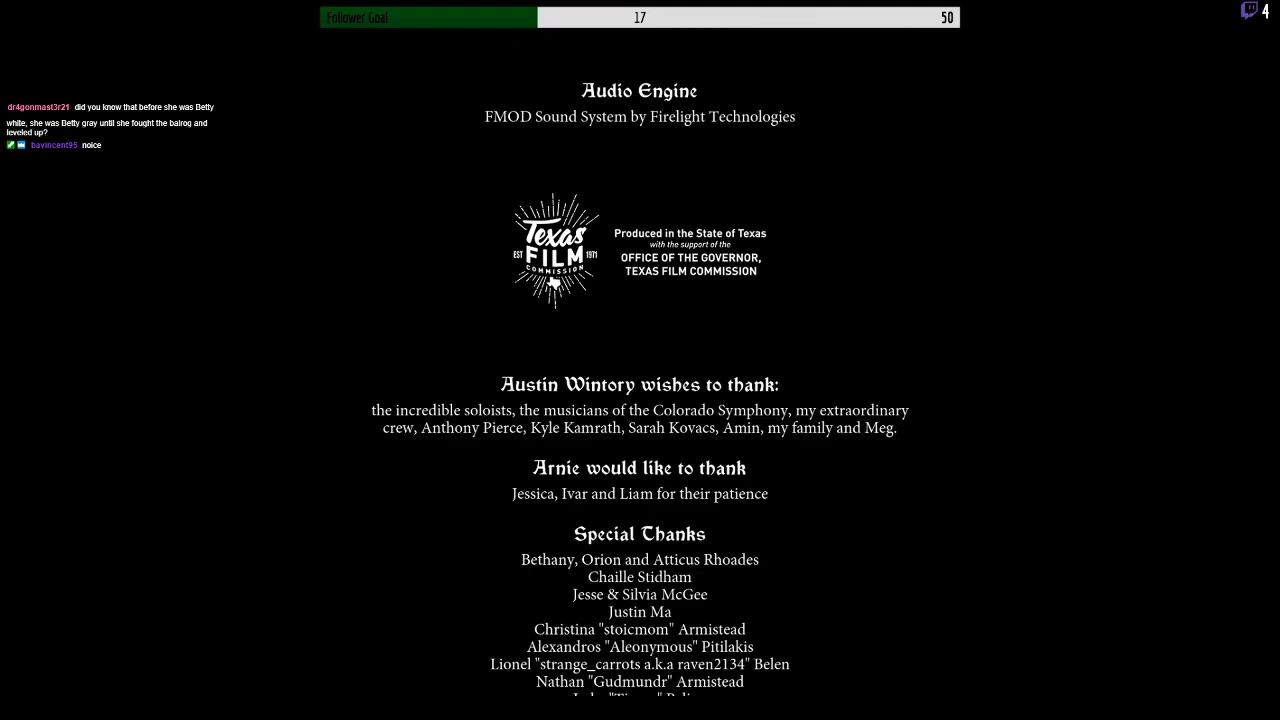 Follower Goal
17
50
4
Audio Engine
FMOD Sound System by Firelight Technologies
dr4gonmast3r21 did you know that before she was Betty
white, she was Betty gray until she fought the balrog and
leveled up?
bavincent95 noice
Texas
EST FILM 1971
COMMISSION
Produced in the State of Texas
with the support of the
OFFICE OF THE GOVERNOR,
TEXAS FILM COMMISSION
Austin Wintory wishes to thank:
the incredible soloists, the musicians of the Colorado Symphony, my extraordinary
crew, Anthony Pierce, Kyle Kamrath, Sarah Kovacs, Amin, my family and Meg.
Arnie would like to thank
Jessica, Ivar and Liam for their patience
Special Thanks
Bethany, Orion and Atticus Rhoades
Chaille Stidham
Jesse & Silvia McGee
Justin Ma
Christina "stoicmom" Armistead
Alexandros "Aleonymous" Pitilakis
Lionel "strange_carrots a.k.a raven2134" Belen
Nathan "Gudmundr" Armistead